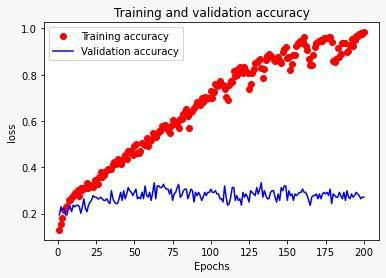 Training and validation accuracy
Training accuracy
Validation accuracy
1.0
0.8
0.6
0.4
0.2
loss
0 25 50 75 100 125 150 175 200
Epochs